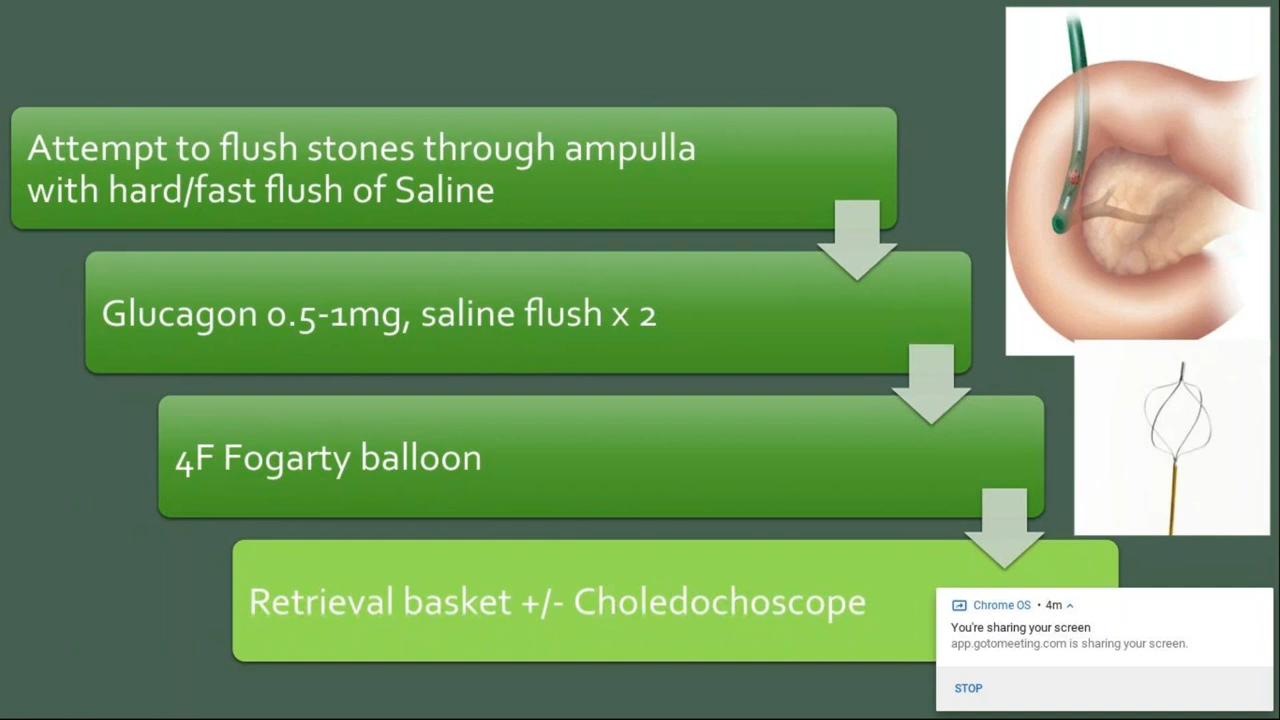 Attempt to flush stones through ampulla
with hard/fast flush of Saline
Glucagon 0.5-1mg, saline flush x 2
4F Fogarty balloon
Retrieval basket +/- Choledochoscope
Chrome OS • 4m
You're sharing your screen
app.gotomeeting.com is sharing your screen.
STOP